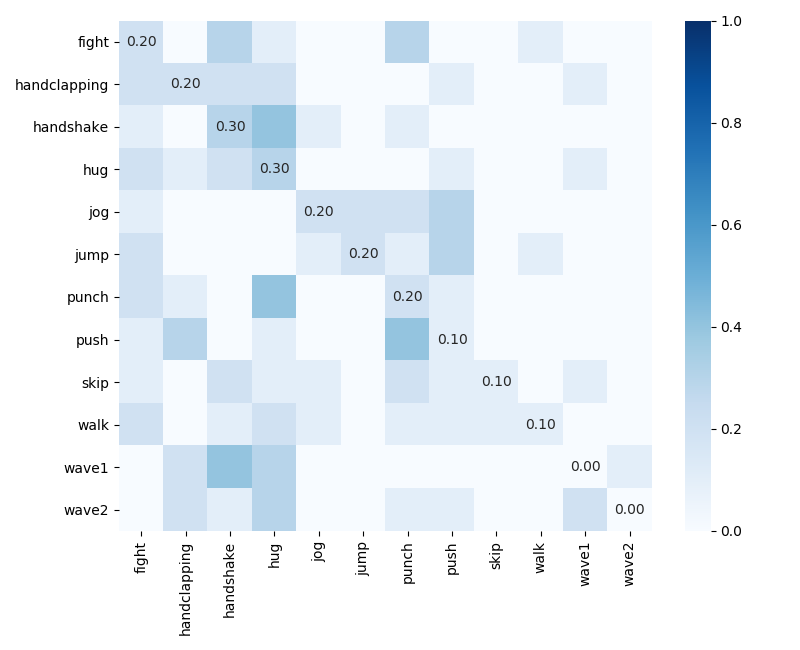 fight
0.20
handclapping
0.20
handshake
0.30
hug
0.30
jog
0.20
jump
0.20
punch
0.20
push
0.10
skip
0.10
walk
0.10
wave1
0.00
wave2
0.00
fight
handclapping
handshake
hug
jog
jump
punch
push
skip
walk
wave1
wave2
1.0
0.8
0.6
0.4
0.2
0.0